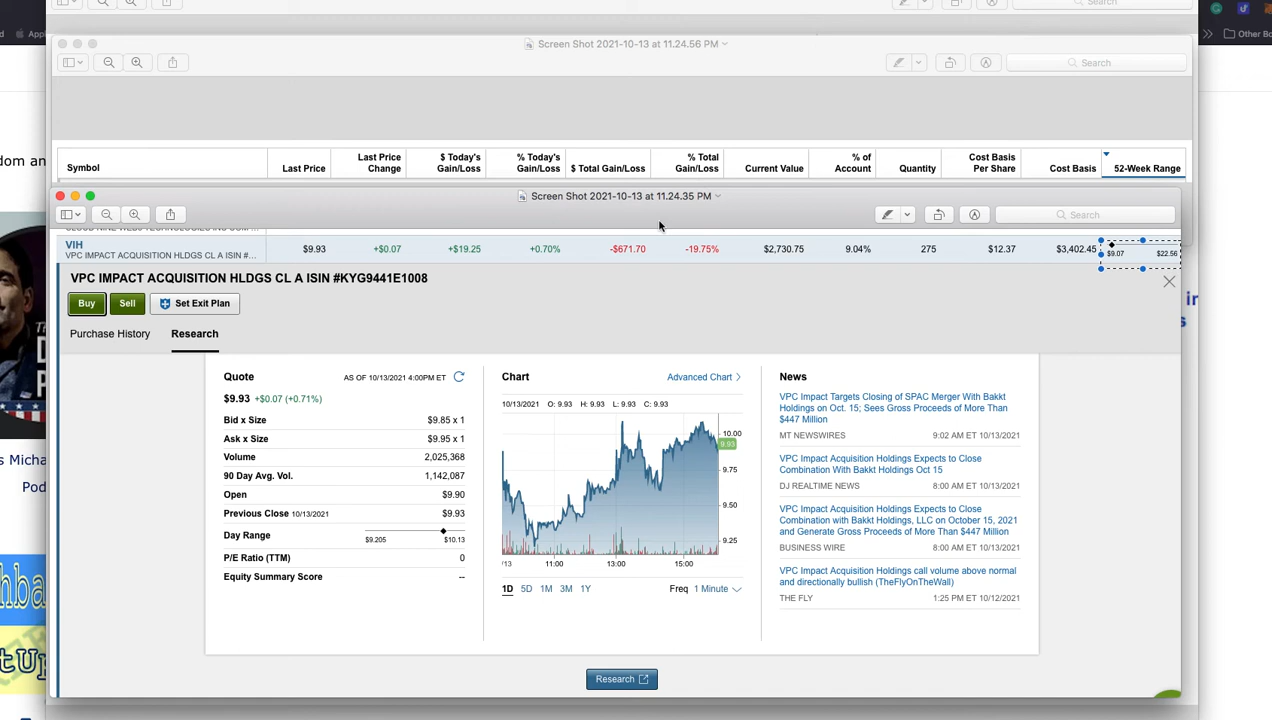 Search
Appl
Other Bo
Screen Shot 2021-10-13 at 11.24.56 PM
Search
dom an
Symbol
Last Price
Last Price Change
$ Today's Gain/Loss
% Today's Gain/Loss
$ Total Gain/Loss
% Total Gain/Loss
Current Value
% of Account
Quantity
Cost Basis Per Share
Cost Basis
52-Week Range
Screen Shot 2021-10-13 at 11.24.35 PM
Search
VIH
VPC IMPACT ACQUISITION HLDGS CL A ISIN #...
$9.93
+$0.07
+$19.25
+0.70%
-$671.70
-19.75%
$2,730.75
9.04%
275
$12.37
$3,402.45
$9.07
$22.56
VPC IMPACT ACQUISITION HLDGS CL A ISIN #KYG9441E1008
Buy
Sell
Set Exit Plan
in
s
Purchase History
Research
Quote
AS OF 10/13/2021 4:00PM ET
$9.93 +$0.07 (+0.71%)
Bid x Size $9.85 x 1
Ask x Size $9.95 x 1
Volume 2,025,368
90 Day Avg. Vol. 1,142,087
Open $9.90
Previous Close 10/13/2021 $9.93
Day Range $9.205 $10.13
P/E Ratio (TTM) 0
Equity Summary Score --
Chart
Advanced Chart
10/13/2021 O: 9.93 H: 9.93 L: 9.93 C: 9.93
10.00
9.93
9.75
9.50
9.25
'13 11:00 13:00 15:00
1D 5D 1M 3M 1Y
Freq 1 Minute
News
VPC Impact Targets Closing of SPAC Merger With Bakkt
Holdings on Oct. 15; Sees Gross Proceeds of More Than
$447 Million
MT NEWSWIRES 9:02 AM ET 10/13/2021
VPC Impact Acquisition Holdings Expects to Close
Combination With Bakkt Holdings Oct 15
DJ REALTIME NEWS 8:00 AM ET 10/13/2021
VPC Impact Acquisition Holdings Expects to Close
Combination with Bakkt Holdings, LLC on October 15, 2021
and Generate Gross Proceeds of More Than $447 Million
BUSINESS WIRE 8:00 AM ET 10/13/2021
VPC Impact Acquisition Holdings call volume above normal
and directionally bullish (TheFlyOnTheWall)
THE FLY 1:25 PM ET 10/12/2021
Research
s Micha
Pod